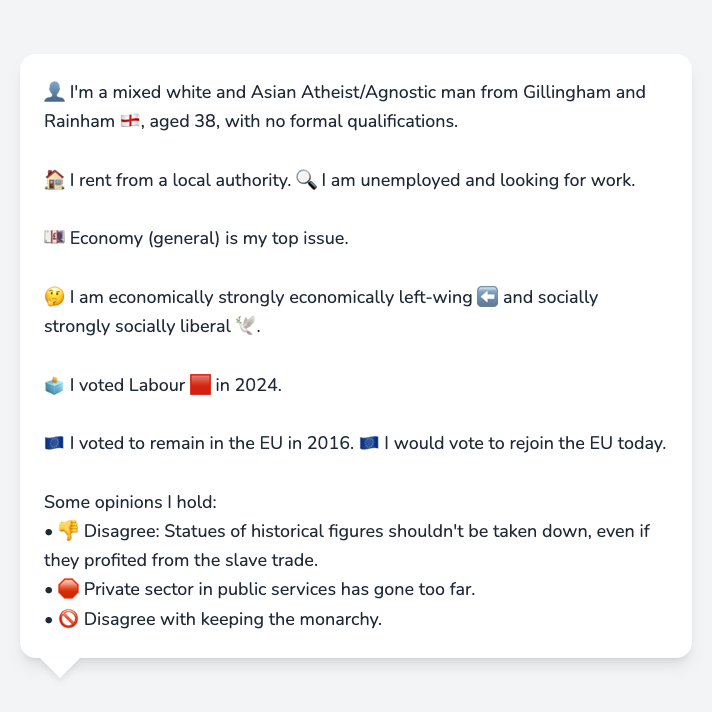 👤 I'm a mixed white and Asian Atheist/Agnostic man from Gillingham and
Rainham 🏴󠁧󠁢󠁥󠁮󠁧󠁿, aged 38, with no formal qualifications.
🏠 I rent from a local authority. 🔍 I am unemployed and looking for work.
💷 Economy (general) is my top issue.
🤔 I am economically strongly economically left-wing ⬅️ and socially
strongly socially liberal 🕊️.
🗳️ I voted Labour 🟥 in 2024.
🇪🇺 I voted to remain in the EU in 2016. 🇪🇺 I would vote to rejoin the EU today.
Some opinions I hold:
• 👎 Disagree: Statues of historical figures shouldn't be taken down, even if
they profited from the slave trade.
• 🛑 Private sector in public services has gone too far.
• 🚫 Disagree with keeping the monarchy.